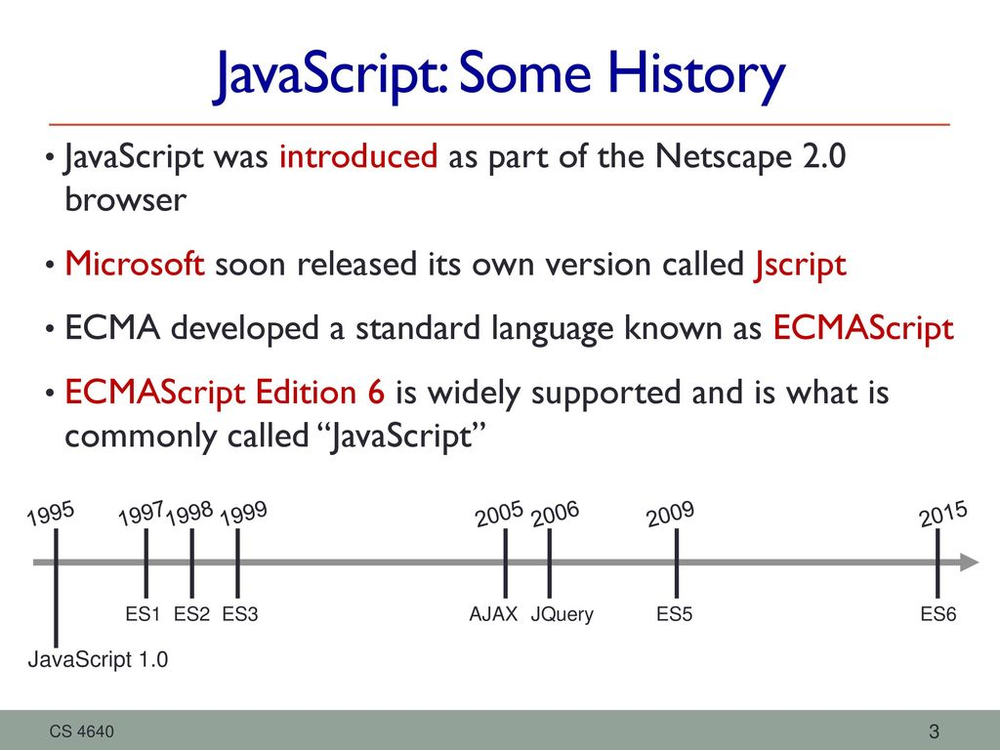 JavaScript: Some History
• JavaScript was introduced as part of the Netscape 2.0
browser
• Microsoft soon released its own version called Jscript
• ECMA developed a standard language known as ECMAScript
• ECMAScript Edition 6 is widely supported and is what is
commonly called “JavaScript”
1995 1997 1998 1999 2005 2006 2009 2015
ES1 ES2 ES3 AJAX JQuery ES5 ES6
JavaScript 1.0
CS 4640 3